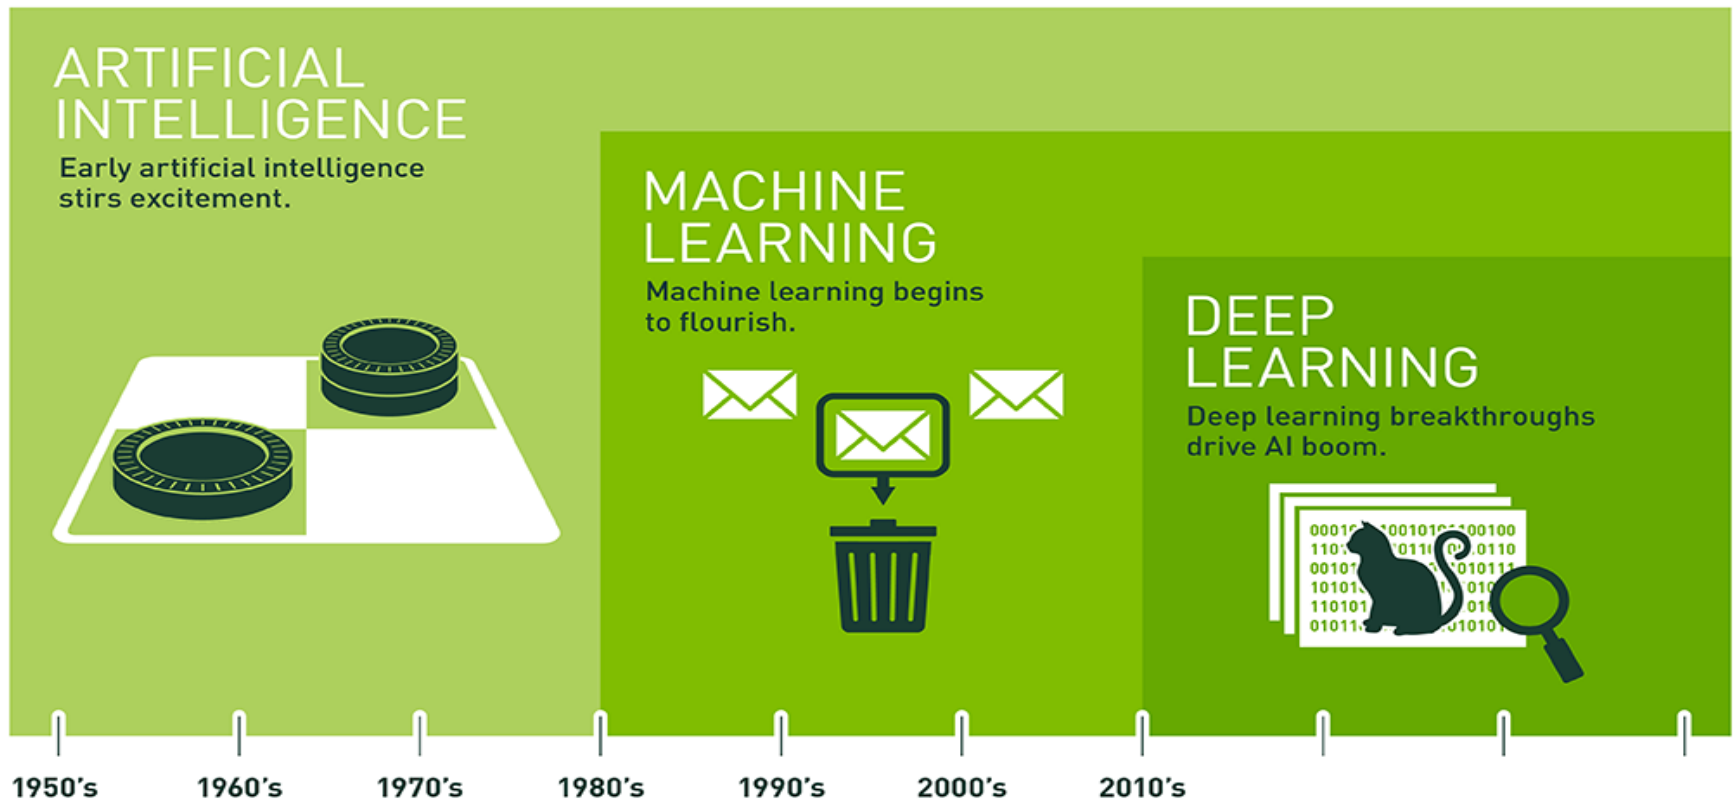 ARTIFICIAL
INTELLIGENCE
Early artificial intelligence
stirs excitement.
MACHINE
LEARNING
Machine learning begins
to flourish.
DEEP
LEARNING
Deep learning breakthroughs
drive AI boom.
1950's
1960's
1970's
1980's
1990's
2000's
2010's